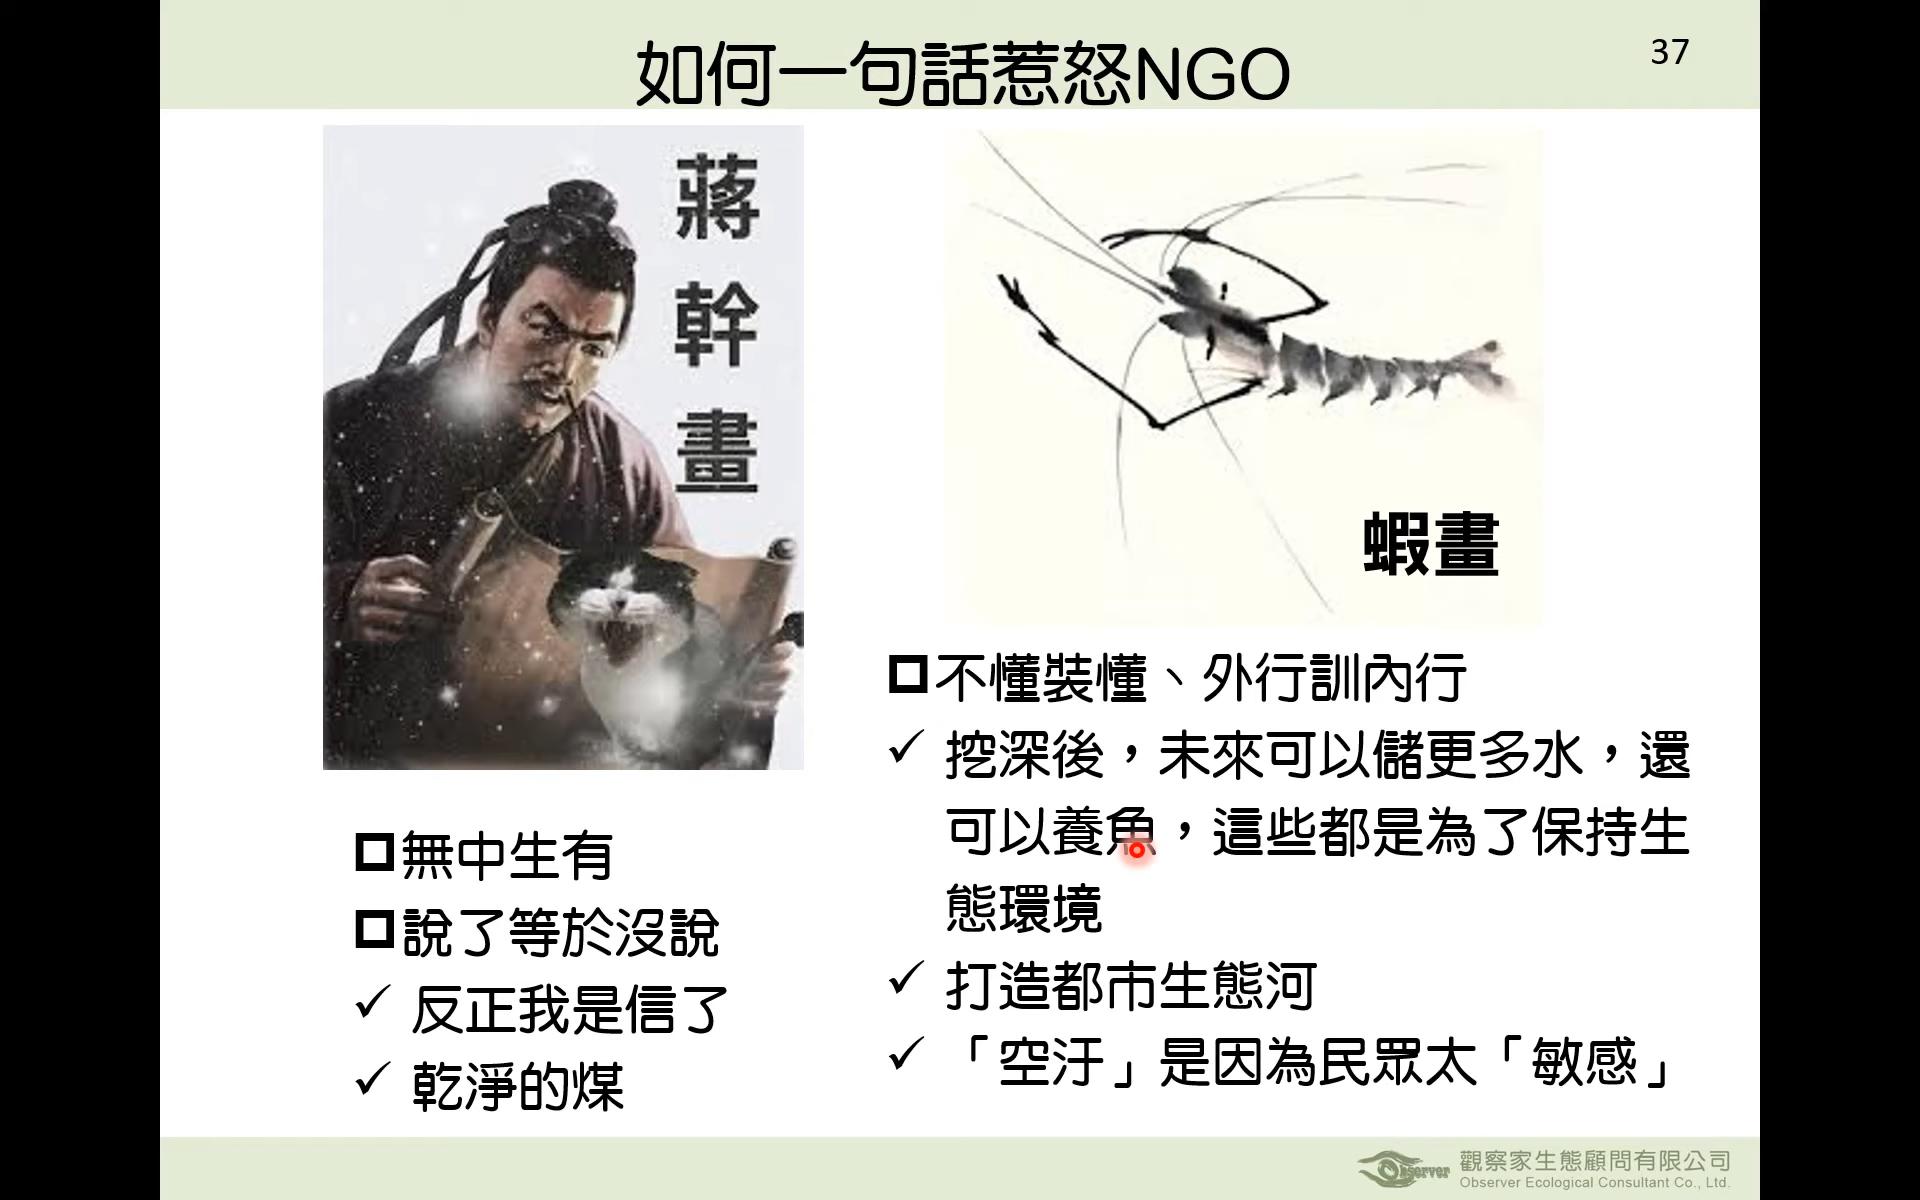 如何一句話惹怒NGO
37
蔣幹畫
蝦畫
無中生有
說了等於沒說
✓ 反正我是信了
✓ 乾淨的煤
不懂裝懂、外行訓內行
✓ 挖深後，未來可以儲更多水，還
可以養魚，這些都是為了保持生
態環境
✓ 打造都市生態河
✓ 「空汙」是因為民眾太「敏感」
Observer
觀察家生態顧問有限公司
Observer Ecological Consultant Co., Ltd.